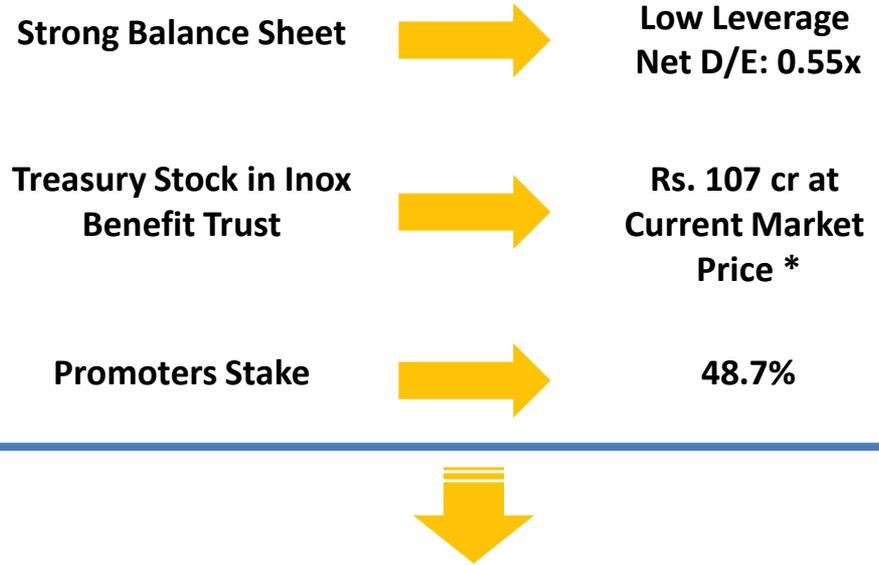 Strong Balance Sheet
Low Leverage
Net D/E: 0.55x
Treasury Stock in Inox
Benefit Trust
Rs. 107 cr at
Current Market
Price *
Promoters Stake
48.7%